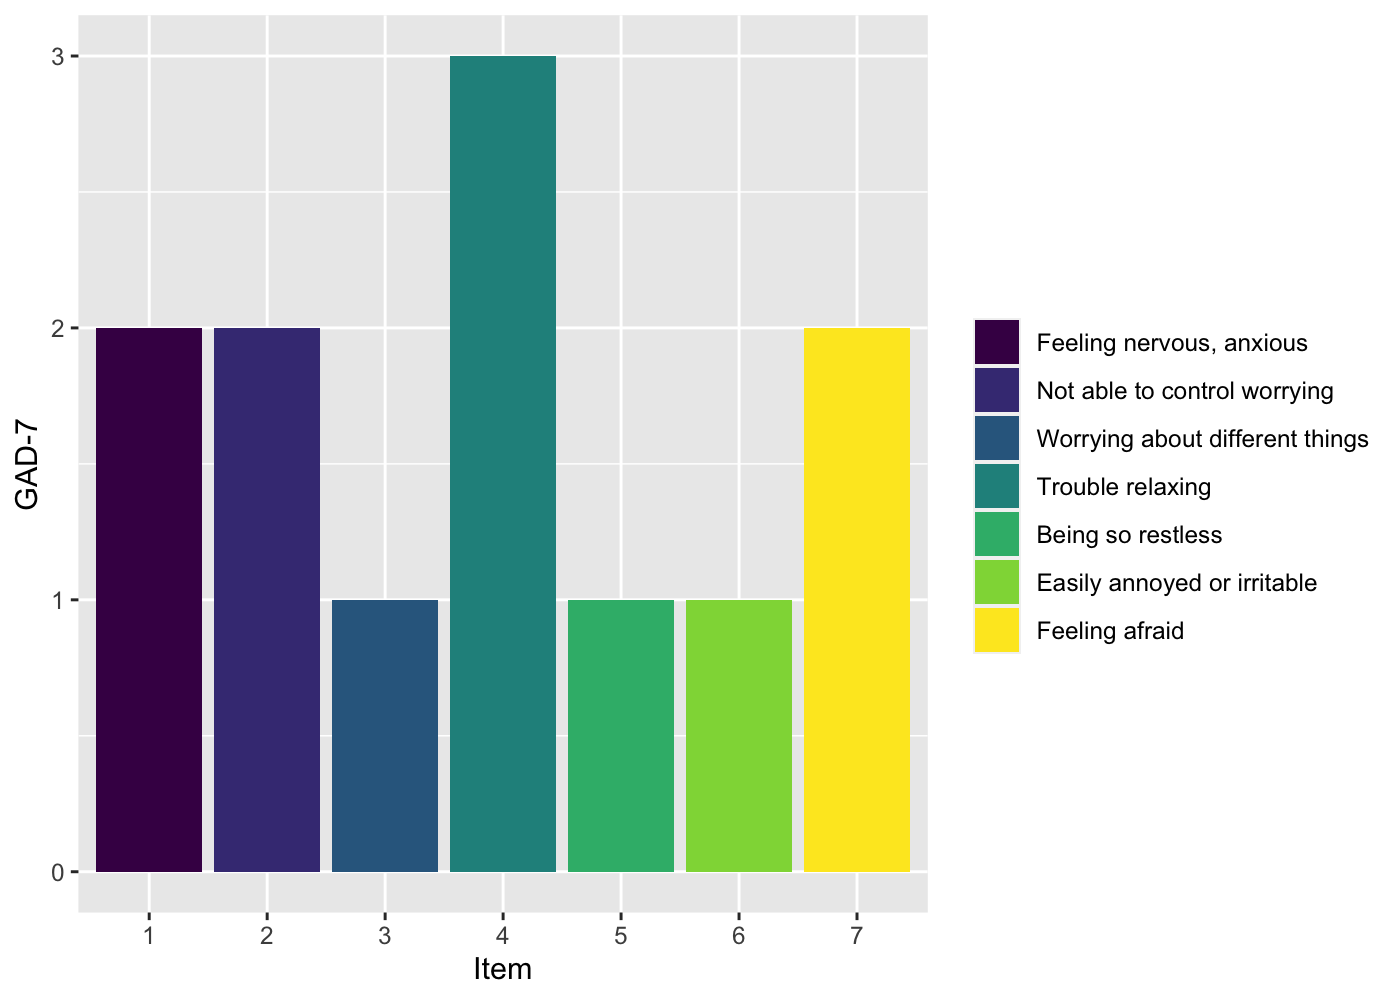 3
2
1
0
GAD-7
1 2 3 4 5 6 7
Item
Feeling nervous, anxious
Not able to control worrying
Worrying about different things
Trouble relaxing
Being so restless
Easily annoyed or irritable
Feeling afraid